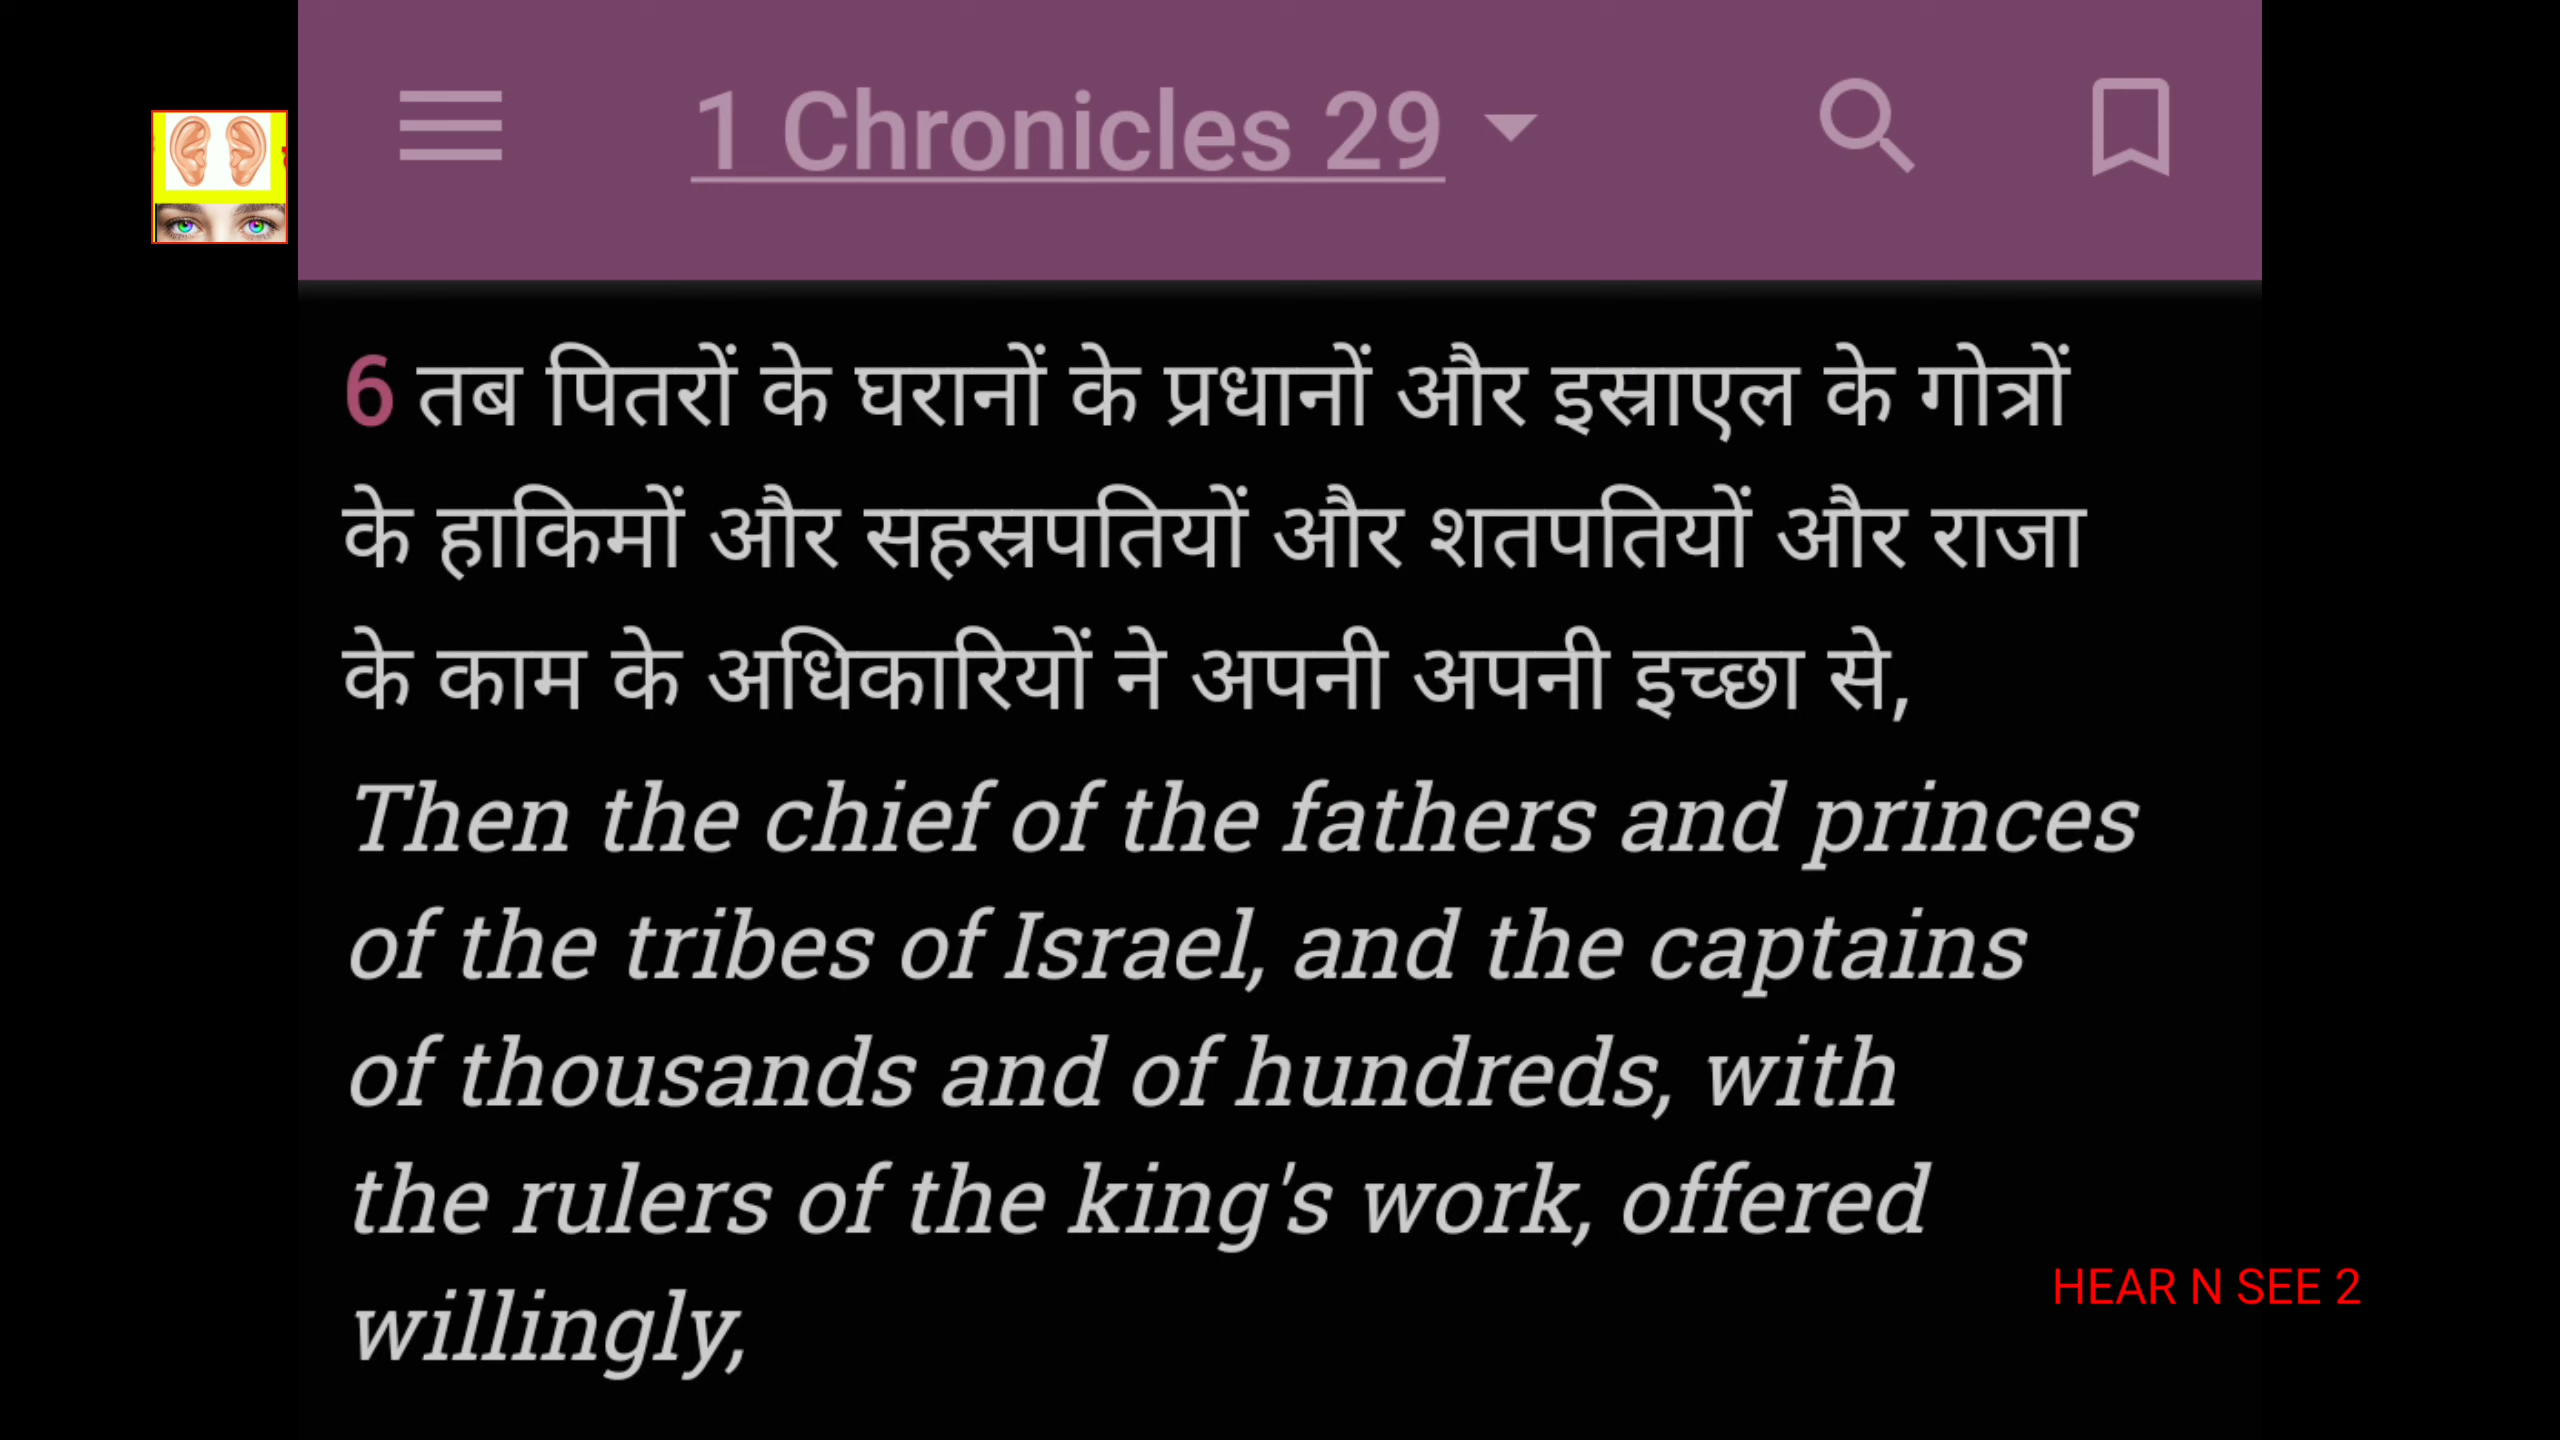 1 Chronicles 29
6 तब पितरों के घरानों के प्रधानों और इस्राएल के गोत्रों
के हाकिमों और सहस्रपतियों और शतपतियों और राजा
के काम के अधिकारियों ने अपनी अपनी इच्छा से,
Then the chief of the fathers and princes
of the tribes of Israel, and the captains
of thousands and of hundreds, with
the rulers of the king's work, offered
willingly,
HEAR N SEE 2